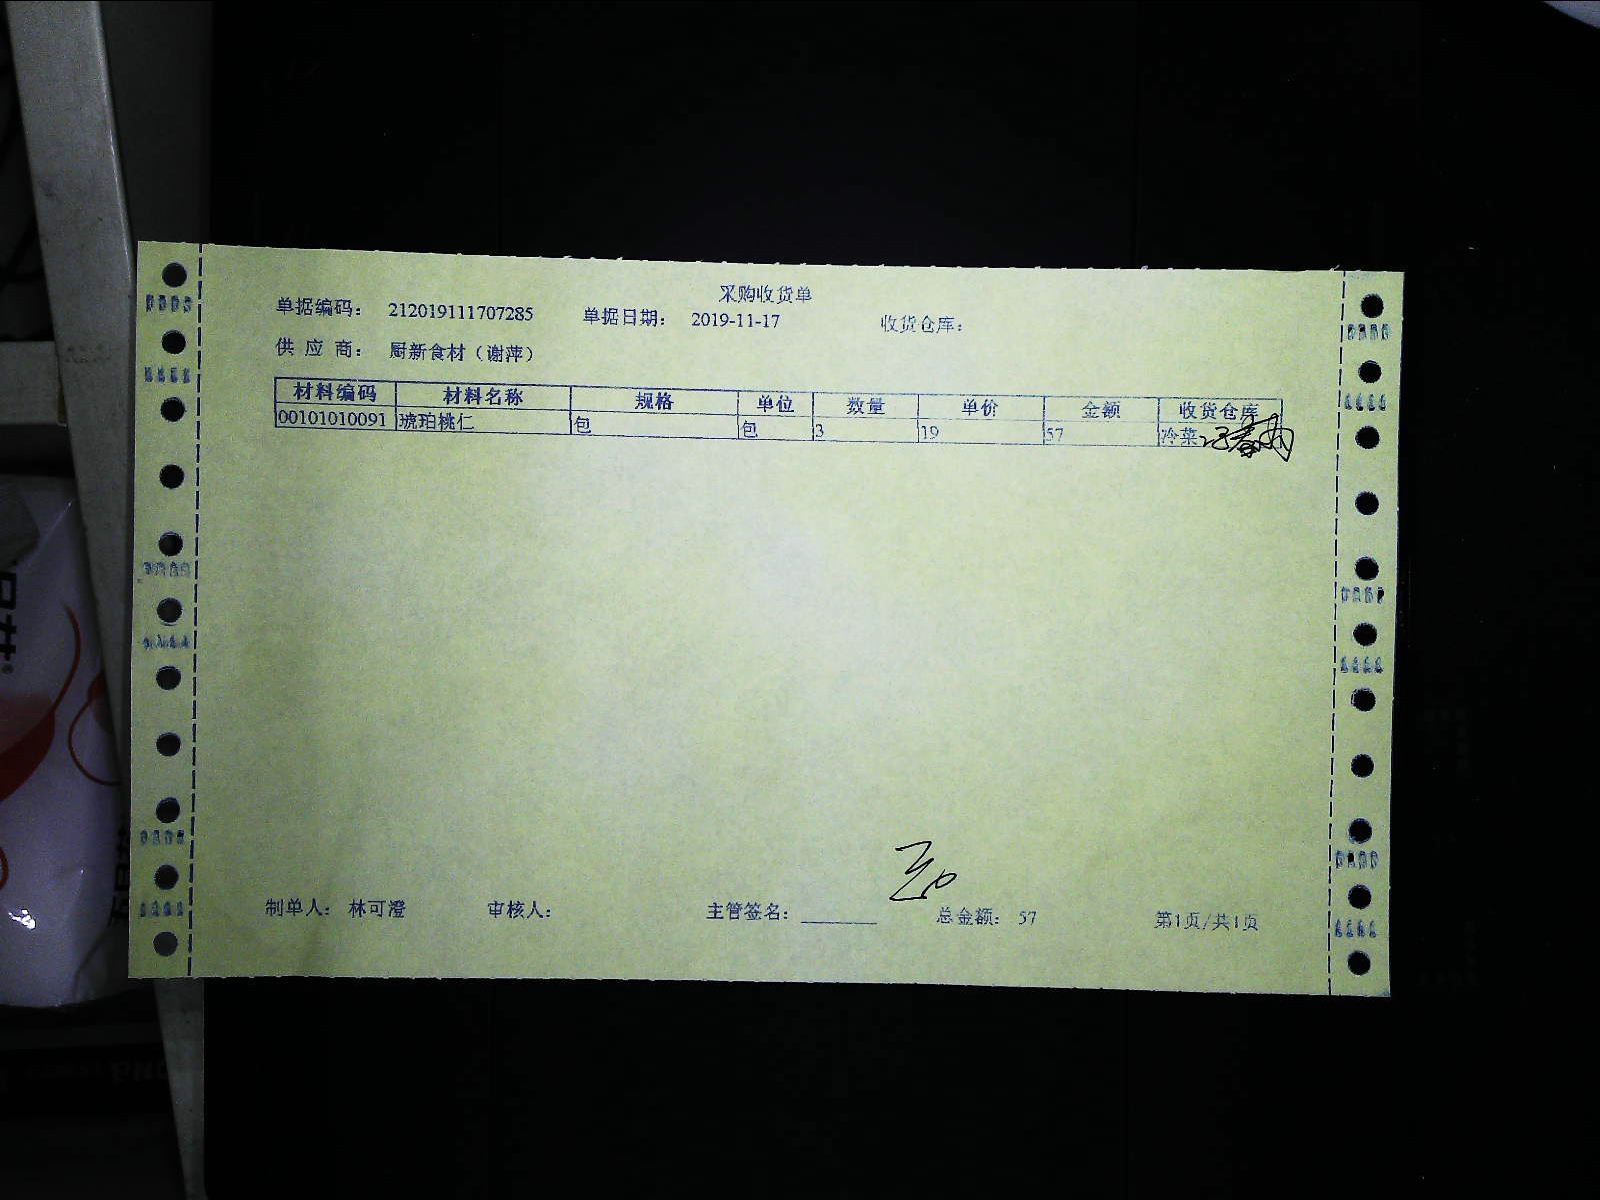 采购收货单
单据编码： 212019111707285 单据日期： 2019-11-17 收货仓库：
供 应 商： 厨新食材（谢萍）
材料编码 材料名称 规格 单位 数量 单价 金额 收货仓库
00101010091 琥珀桃仁 包 包 3 19 57 冷菜
制单人： 林可澄 审核人： 主管签名： 总金额： 57 第1页/共1页